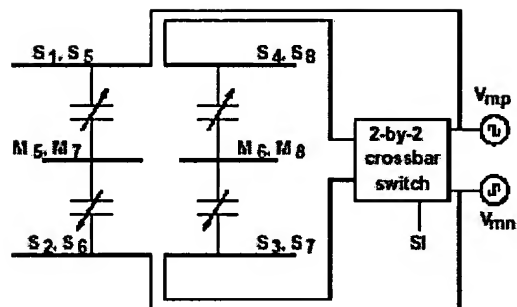 S1, S5
S4, S8
Vmp
2-by-2
crossbar
switch
M5, M7
M6, M8
Vmn
SI
S2, S6
S3, S7